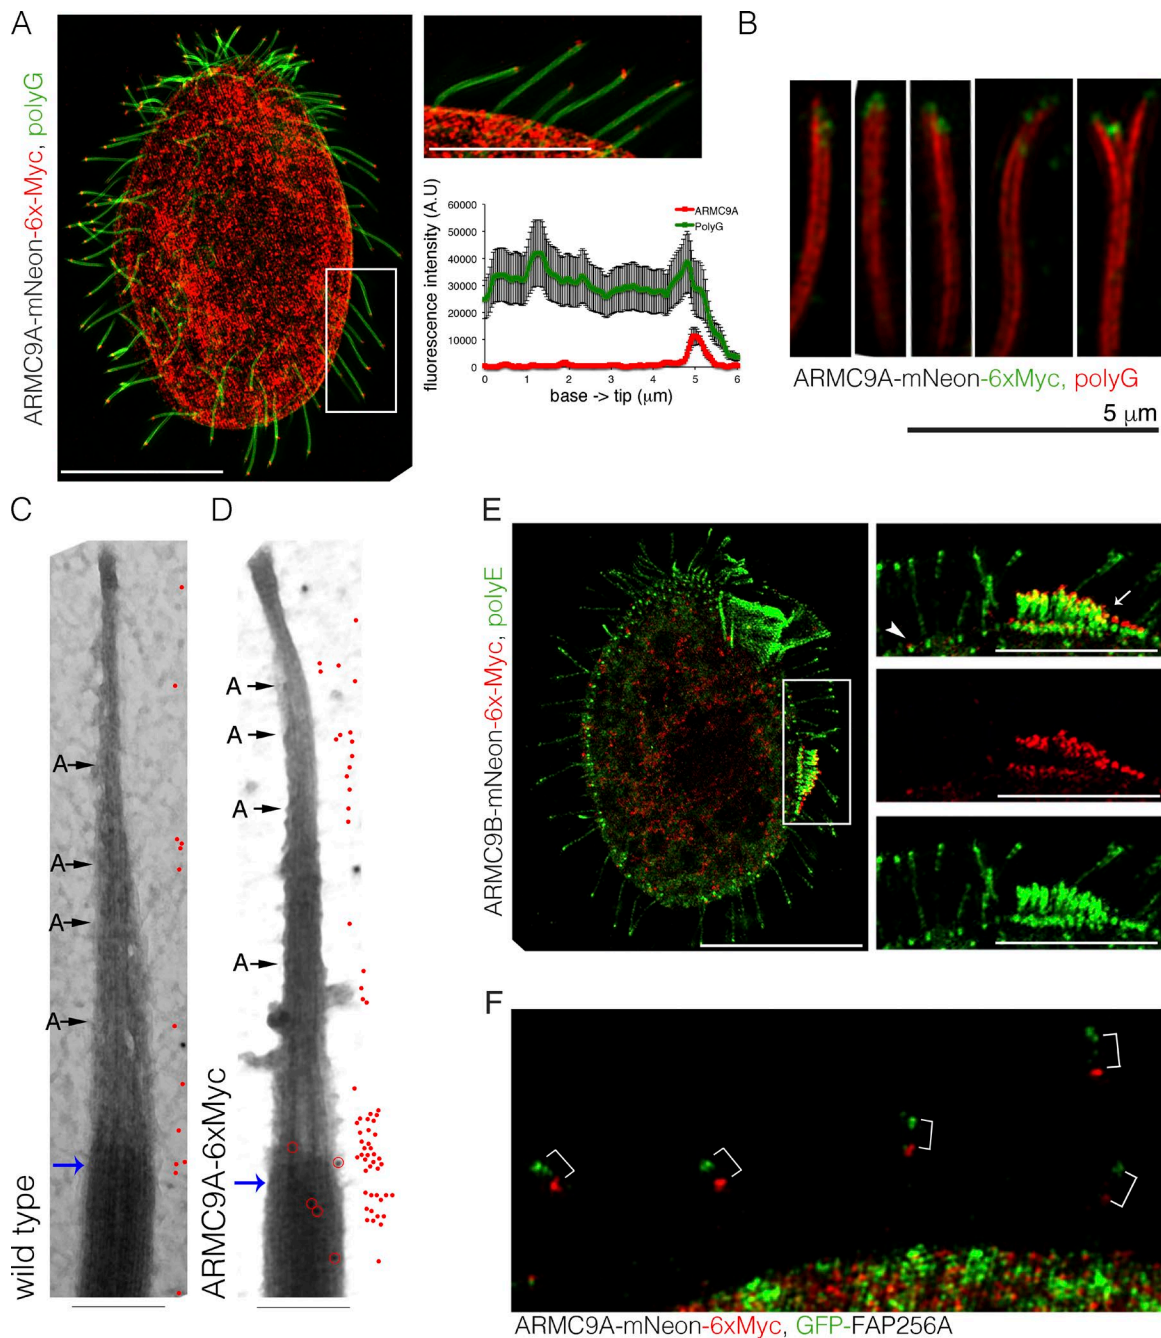 A
ARMC9A-mNeon-6x-Myc, polyG
fluorescence intensity (A.U)
60000
50000
40000
30000
20000
10000
0
ARMC9A
PolyG
0 1 2 3 4 5 6
base -> tip (µm)
B
ARMC9A-mNeon-6xMyc, polyG
5 µm
C
wild type
A
A
A
A
D
ARMC9A-6xMyc
A
A
A
A
E
ARMC9B-mNeon-6x-Myc, polyE
F
ARMC9A-mNeon-6xMyc, GFP-FAP256A